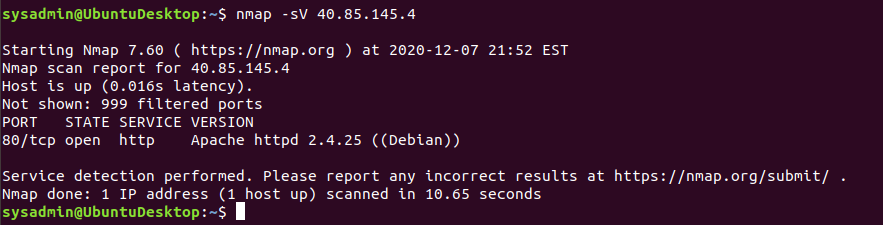 sysadmin@UbuntuDesktop:~$ nmap -sV 40.85.145.4
Starting Nmap 7.60 ( https://nmap.org ) at 2020-12-07 21:52 EST
Nmap scan report for 40.85.145.4
Host is up (0.016s latency).
Not shown: 999 filtered ports
PORT   STATE SERVICE VERSION
80/tcp open  http    Apache httpd 2.4.25 ((Debian))
Service detection performed. Please report any incorrect results at https://nmap.org/submit/ .
Nmap done: 1 IP address (1 host up) scanned in 10.65 seconds
sysadmin@UbuntuDesktop:~$